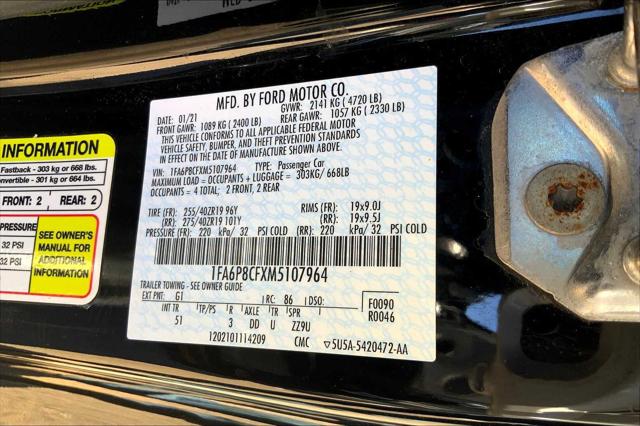 INFORMATION
Fastback - 303 kg or 668 lbs.
onvertible - 301 kg or 664 lbs.
FRONT: 2 REAR: 2
PRESSURE
32 PSI
32 PSI
SEE OWNER'S
MANUAL FOR
ADDITIONAL
INFORMATION
MFD. BY FORD MOTOR CO.
DATE: 01/21 GVWR: 2141 KG ( 4720 LB)
FRONT GAWR: 1089 KG ( 2400 LB) REAR GAWR: 1057 KG ( 2330 LB)
THIS VEHICLE CONFORMS TO ALL APPLICABLE FEDERAL MOTOR
VEHICLE SAFETY, BUMPER, AND THEFT PREVENTION STANDARDS
IN EFFECT ON THE DATE OF MANUFACTURE SHOWN ABOVE.
VIN: 1FA6P8CFXM5107964 TYPE: Passenger Car
MAXIMUM LOAD = OCCUPANTS + LUGGAGE = 303KG/ 668LB
OCCUPANTS = 4 TOTAL; 2 FRONT, 2 REAR
TIRE (FR): 255/40ZR19 96Y RIMS (FR): 19x9.0J
(RR): 275/40ZR19 101Y (RR): 19x9.5J
PRESSURE (FR): 220 kPa/ 32 PSI COLD (RR): 220 kPa/ 32 PSI COLD
1FA6P8CFXM5107964
TRAILER TOWING - SEE OWNER GUIDE
EXT PNT: G1 RC: 86 DSO: F0090
INT TR TP/PS R AXLE TR SPR R0046
51 3 DD U ZZ9U
1202101114209 CMC ▽5U5A-5420472-AA